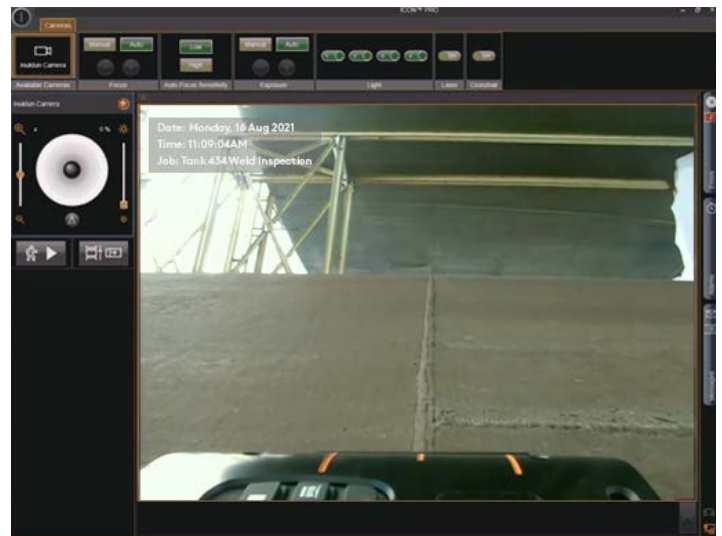 ICON™ PRO
Cameras
Inuktun Camera
Manual Auto
Low
High
Manual Auto
Available Cameras
Focus
Auto Focus Sensitivity
Exposure
Light
Laser
Crosshair
Inuktun Camera
0 %
Date: Monday, 16 Aug 2021
Time: 11:09:04AM
Job: Tank 434 Weld Inspection
Alarms
Messages